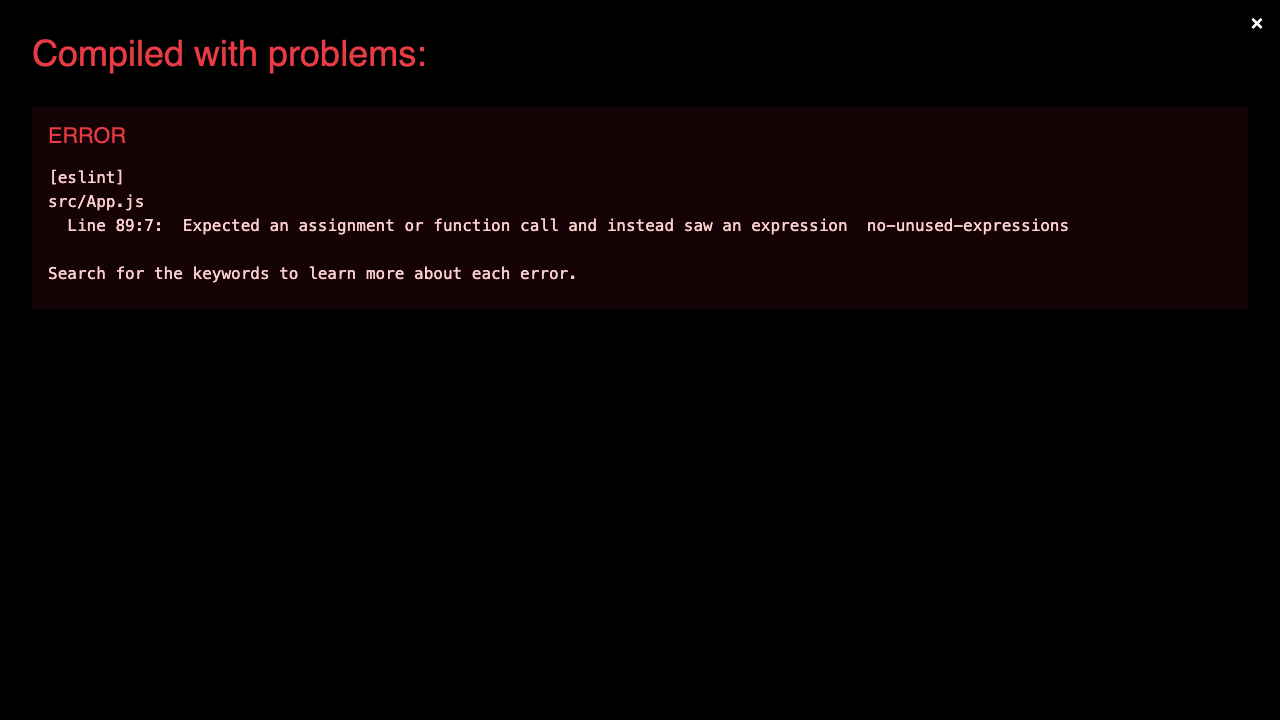 ×
Compiled with problems:
ERROR
[eslint]
src/App.js
  Line 89:7:  Expected an assignment or function call and instead saw an expression  no-unused-expressions
Search for the keywords to learn more about each error.